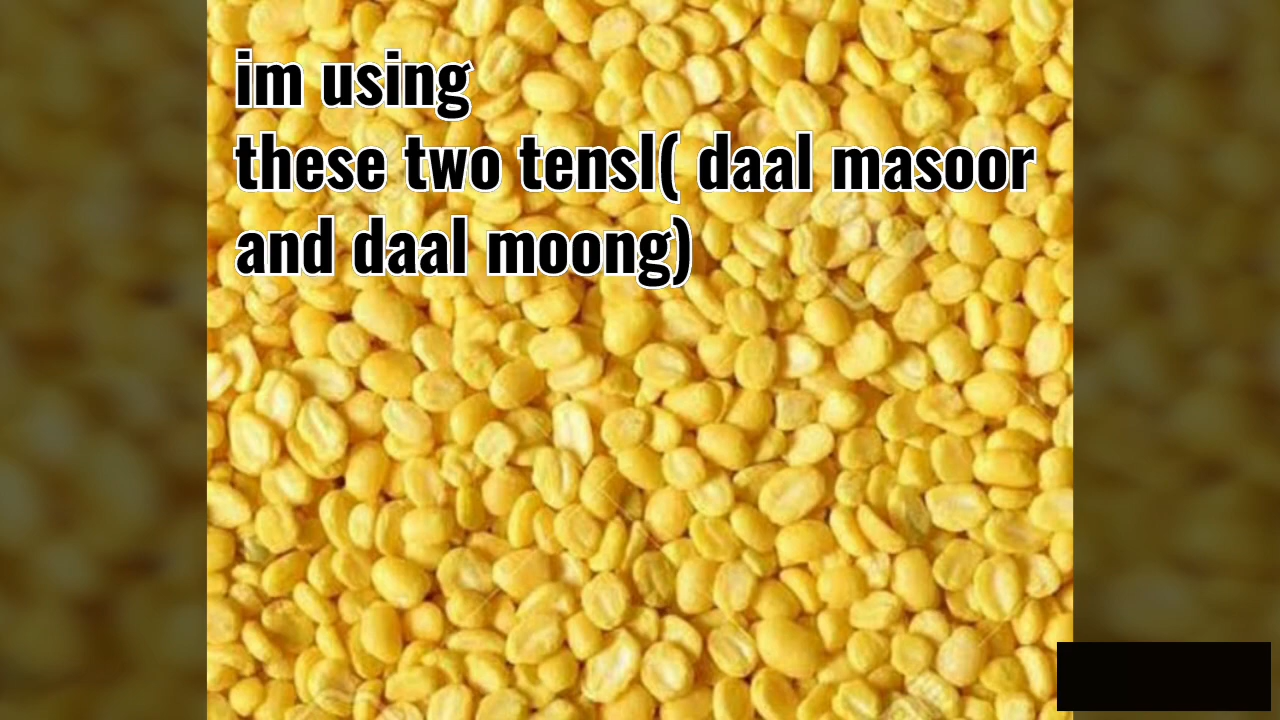 im using
these two tensl( daal masoor
and daal moong)